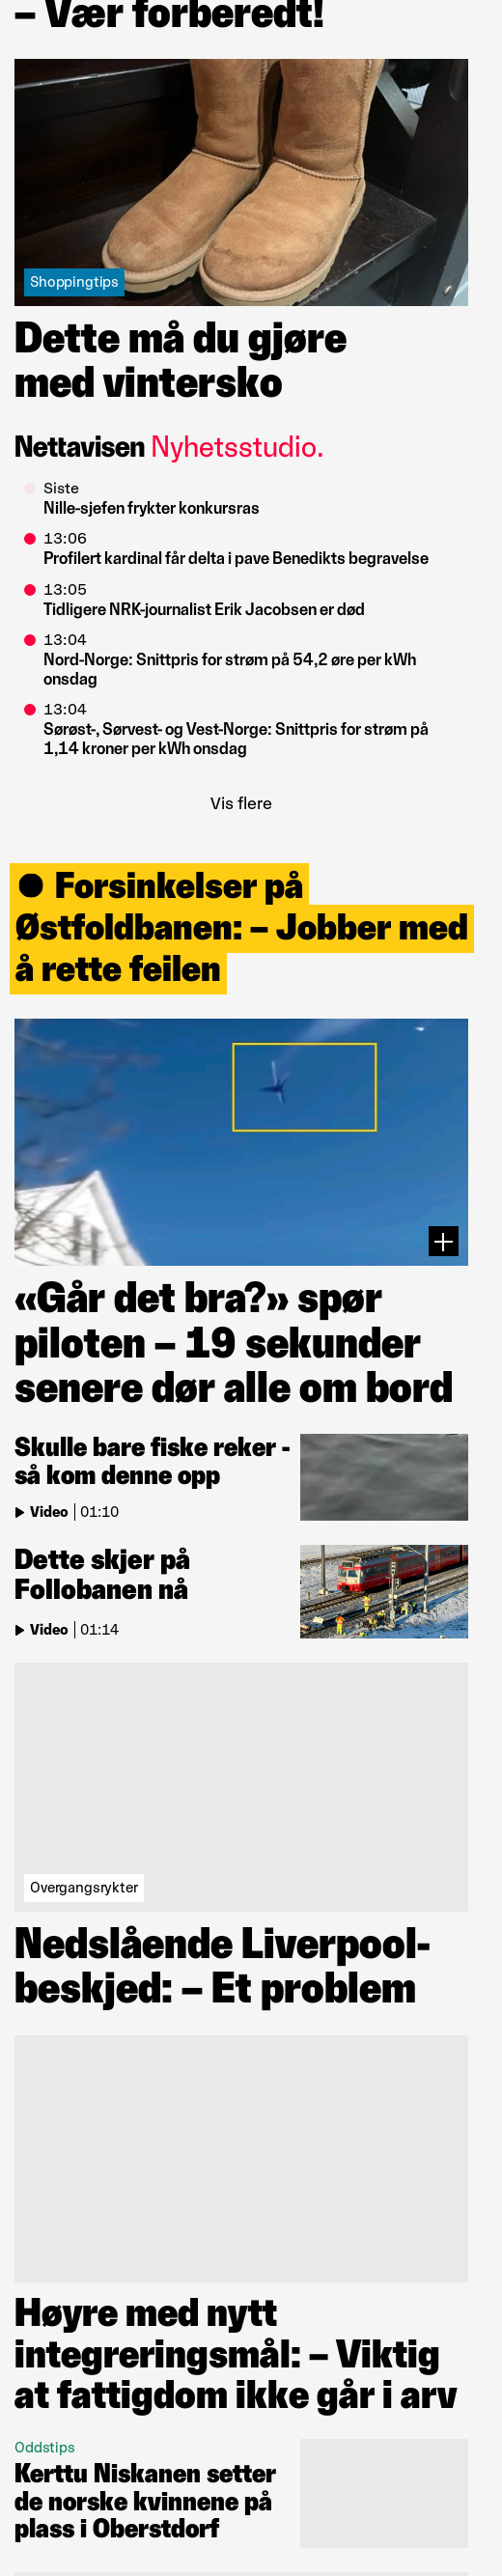 – Vær forberedt!
Shoppingtips
Dette må du gjøre
med vintersko
Nettavisen Nyhetsstudio.
Siste
Nille-sjefen frykter konkursras
13:06
Profilert kardinal får delta i pave Benedikts begravelse
13:05
Tidligere NRK-journalist Erik Jacobsen er død
13:04
Nord-Norge: Snittpris for strøm på 54,2 øre per kWh
onsdag
13:04
Sørøst-, Sørvest- og Vest-Norge: Snittpris for strøm på
1,14 kroner per kWh onsdag
Vis flere
Forsinkelser på
Østfoldbanen: – Jobber med
å rette feilen
«Går det bra?» spør
piloten – 19 sekunder
senere dør alle om bord
Skulle bare fiske reker -
så kom denne opp
Video 01:10
Dette skjer på
Follobanen nå
Video 01:14
Overgangsrykter
Nedslående Liverpool-
beskjed: – Et problem
Høyre med nytt
integreringsmål: – Viktig
at fattigdom ikke går i arv
Oddstips
Kerttu Niskanen setter
de norske kvinnene på
plass i Oberstdorf